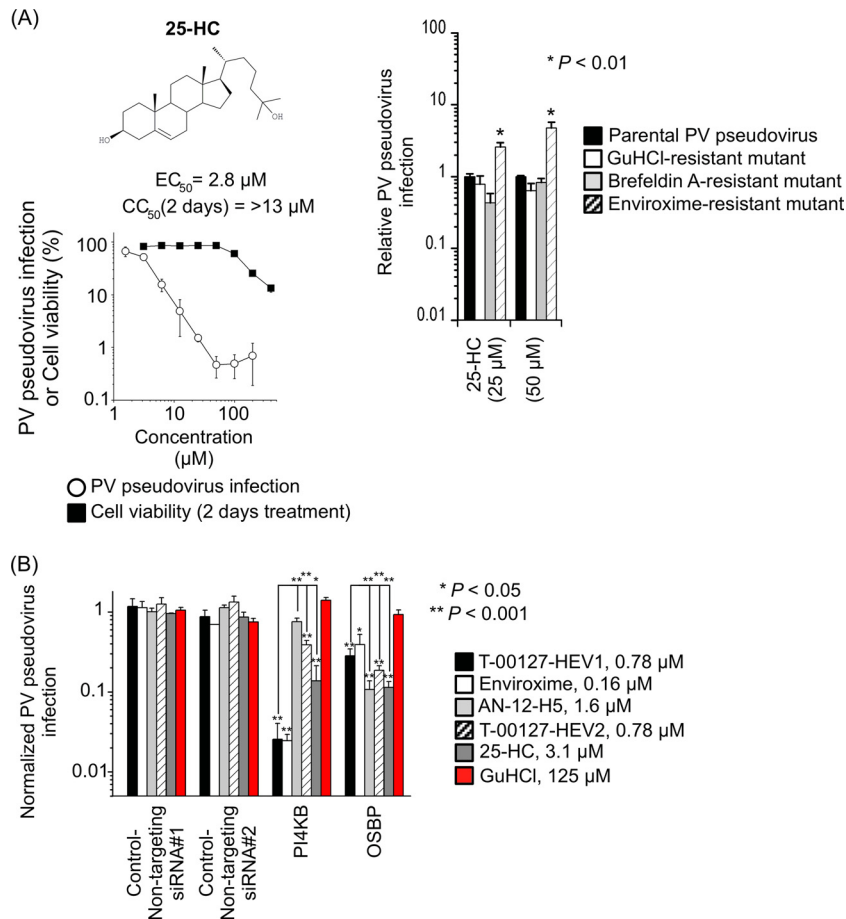 (A)
25-HC
HO
OH
EC50= 2.8 µM
CC50(2 days) = >13 µM
PV pseudovirus infection
or Cell viability (%)
100
10
1
0.1
1
10
100
Concentration
(µM)
PV pseudovirus infection
Cell viability (2 days treatment)
Relative PV pseudovirus
infection
100
10
1
0.1
0.01
* P < 0.01
*
*
25-HC
(25 µM)
(50 µM)
Parental PV pseudovirus
GuHCl-resistant mutant
Brefeldin A-resistant mutant
Enviroxime-resistant mutant
(B)
Normalized PV pseudovirus
infection
1
0.1
0.01
** ** *
** ** **
** ** ** **
** * ** ** **
Control-
Non-targeting
siRNA#1
Control-
Non-targeting
siRNA#2
PI4KB
OSBP
* P < 0.05
** P < 0.001
T-00127-HEV1, 0.78 µM
Enviroxime, 0.16 µM
AN-12-H5, 1.6 µM
T-00127-HEV2, 0.78 µM
25-HC, 3.1 µM
GuHCl, 125 µM